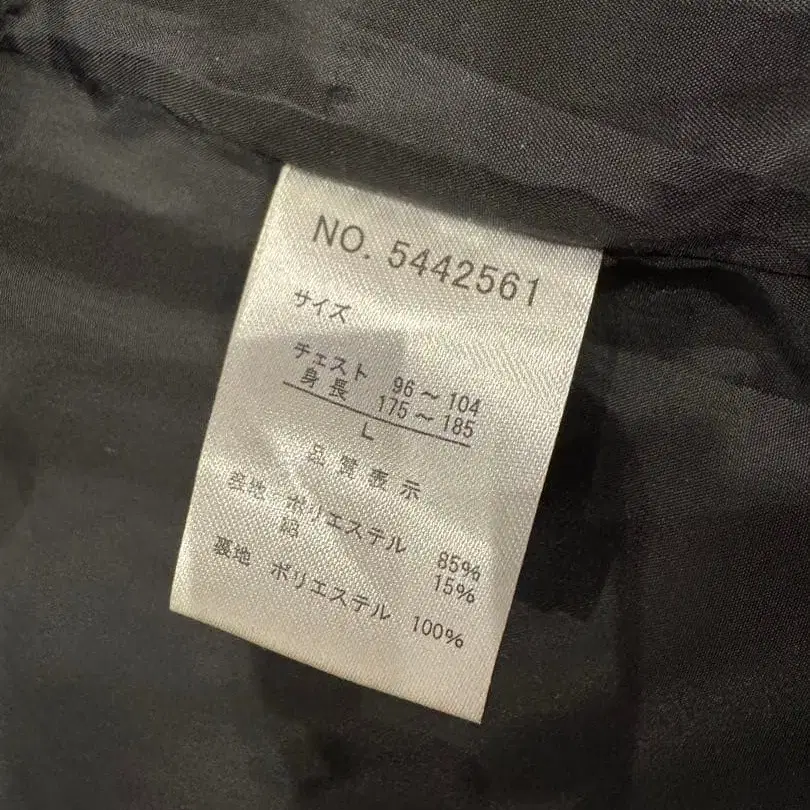 NO. 5442561
サイズ
チェスト 96～104
身長 175～185
L
品質表示
表地 ポリエステル 85%
綿 15%
裏地 ポリエステル 100%